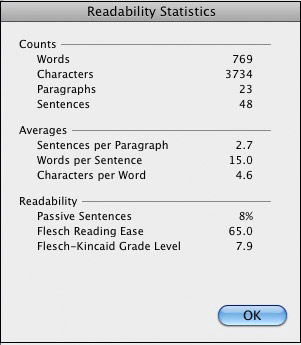 Readability Statistics
Counts
Words 769
Characters 3734
Paragraphs 23
Sentences 48
Averages
Sentences per Paragraph 2.7
Words per Sentence 15.0
Characters per Word 4.6
Readability
Passive Sentences 8%
Flesch Reading Ease 65.0
Flesch-Kincaid Grade Level 7.9
OK